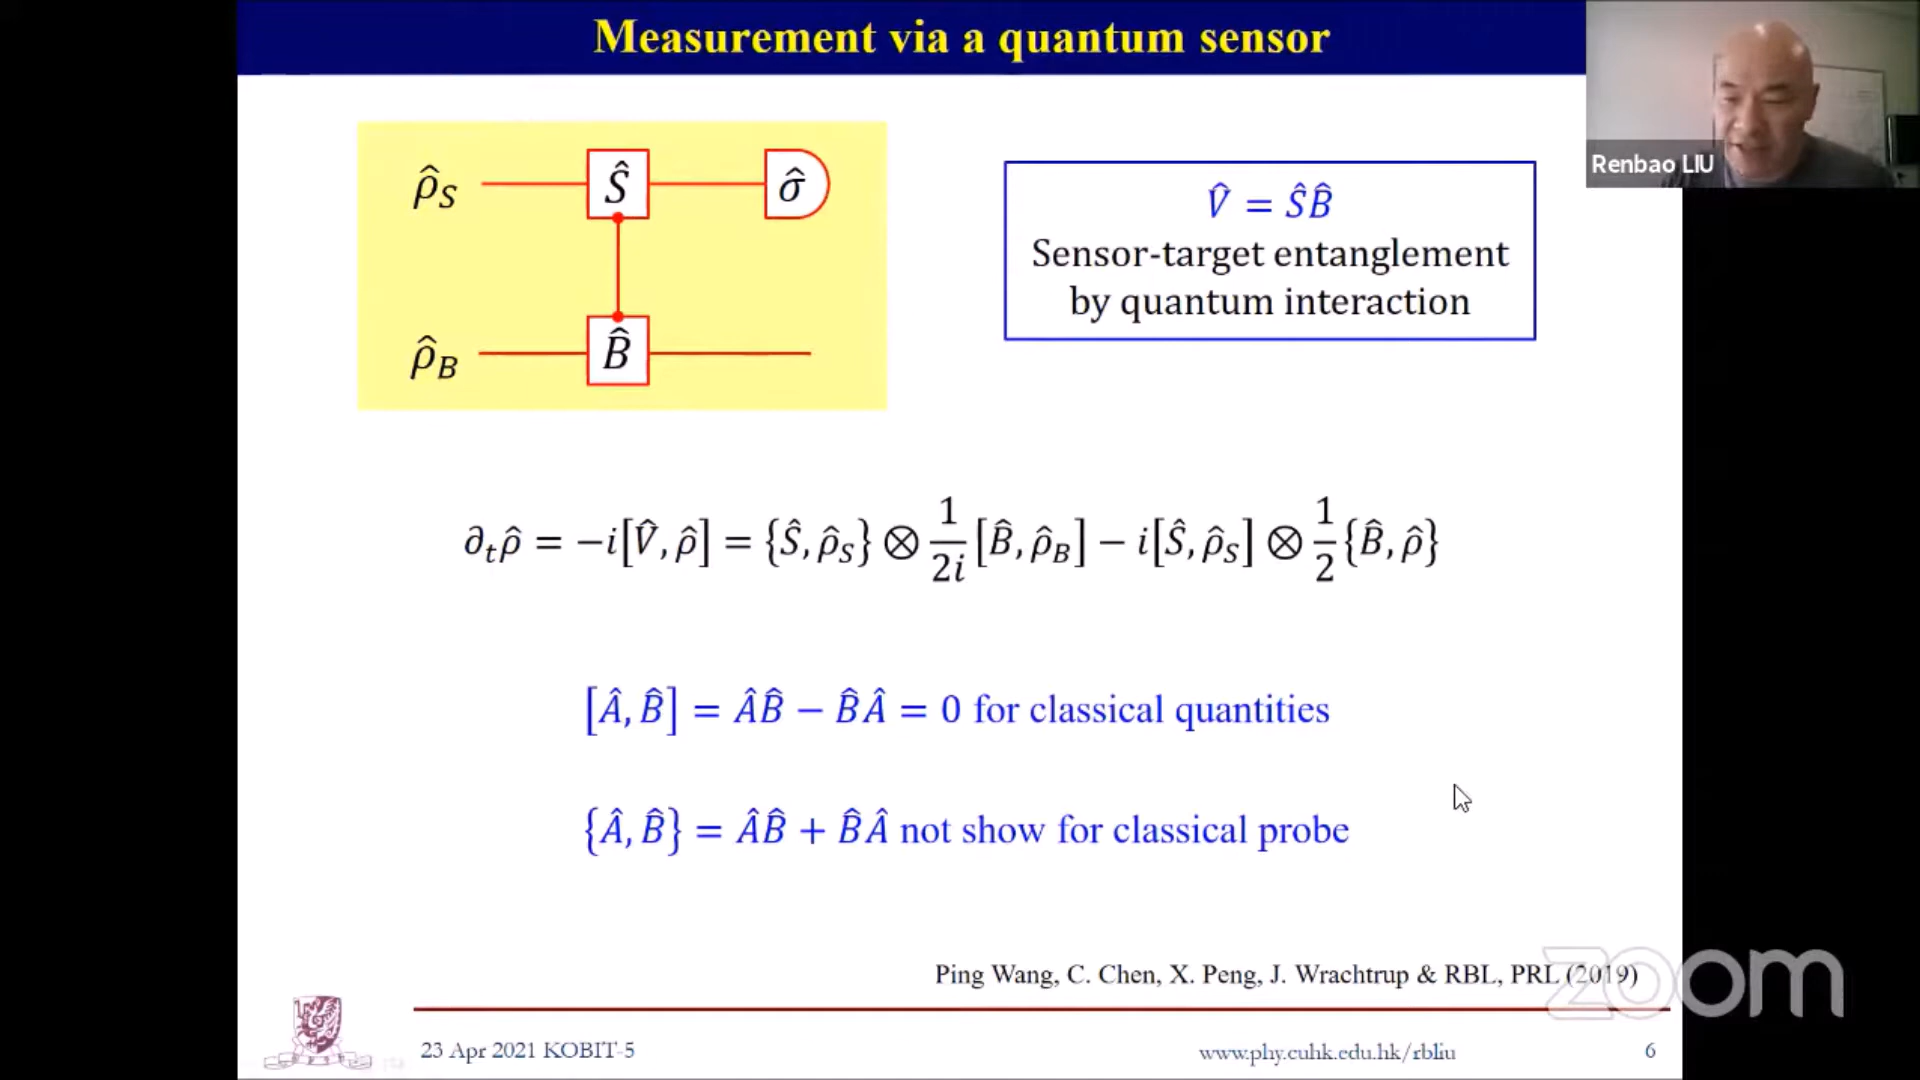 Measurement via a quantum sensor
Renbao LIU
ρ̂_S
Ŝ
σ̂
ρ̂_B
B̂
V̂ = ŜB̂
Sensor-target entanglement
by quantum interaction
∂_t ρ̂ = −i[V̂, ρ̂] = {Ŝ, ρ̂_S} ⊗ 1/2i [B̂, ρ̂_B] − i[Ŝ, ρ̂_S] ⊗ 1/2 {B̂, ρ̂}
[Â, B̂] = ÂB̂ − B̂Â = 0 for classical quantities
{Â, B̂} = ÂB̂ + B̂Â not show for classical probe
Ping Wang, C. Chen, X. Peng, J. Wrachtrup & RBL, PRL (2019)
zoom
23 Apr 2021 KOBIT-5
www.phy.cuhk.edu.hk/rbliu
6